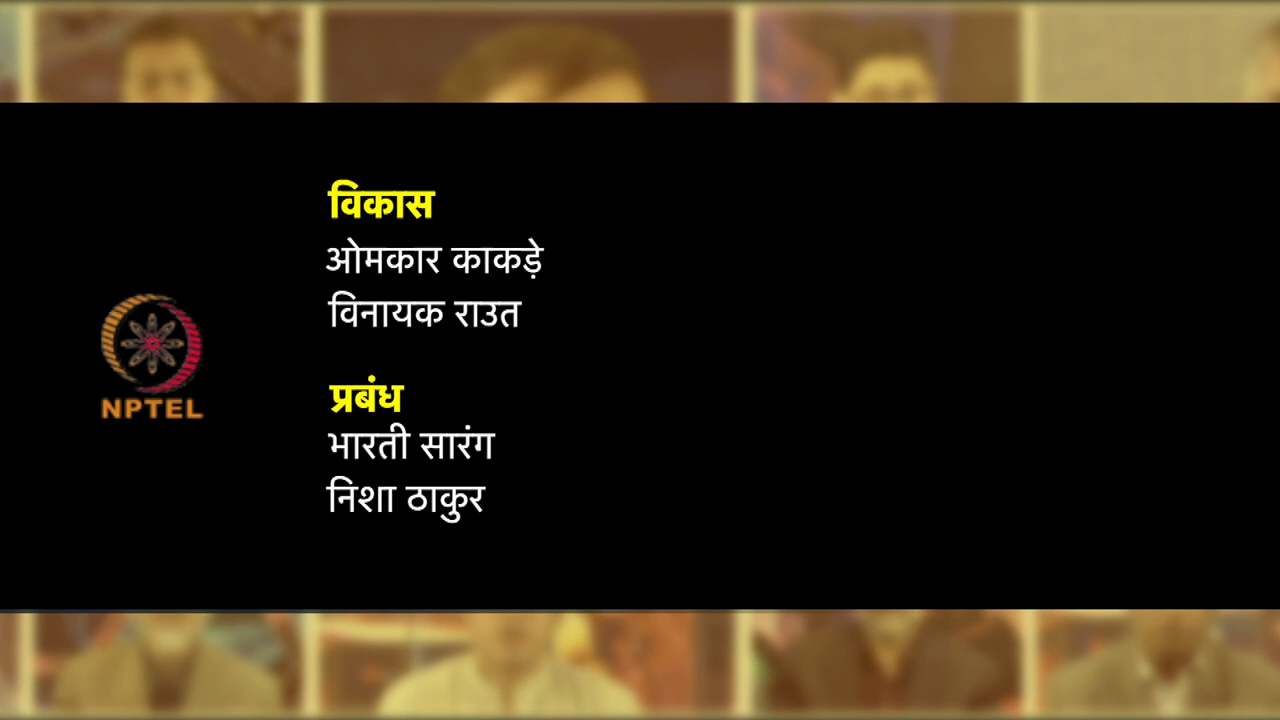 विकास
ओमकार काकड़े
विनायक राउत
NPTEL
प्रबंध
भारती सारंग
निशा ठाकुर